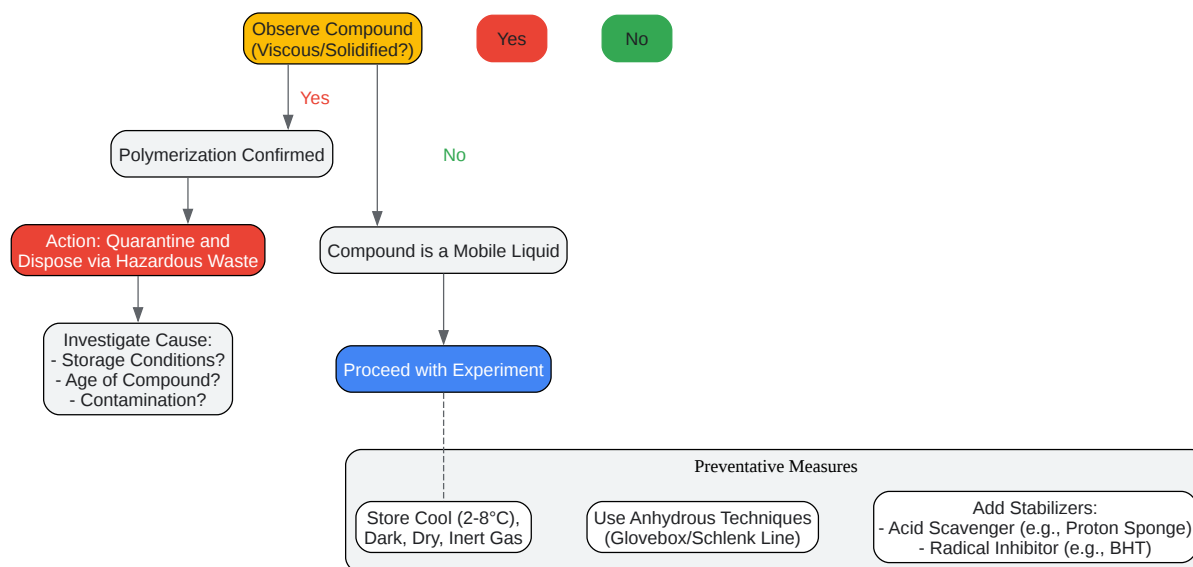 Observe Compound
(Viscous/Solidified?)
Yes
No
Yes
Polymerization Confirmed
No
Action: Quarantine and
Dispose via Hazardous Waste
Compound is a Mobile Liquid
Investigate Cause:
- Storage Conditions?
- Age of Compound?
- Contamination?
Proceed with Experiment
Preventative Measures
Store Cool (2-8°C),
Dark, Dry, Inert Gas
Use Anhydrous Techniques
(Glovebox/Schlenk Line)
Add Stabilizers:
- Acid Scavenger (e.g., Proton Sponge)
- Radical Inhibitor (e.g., BHT)